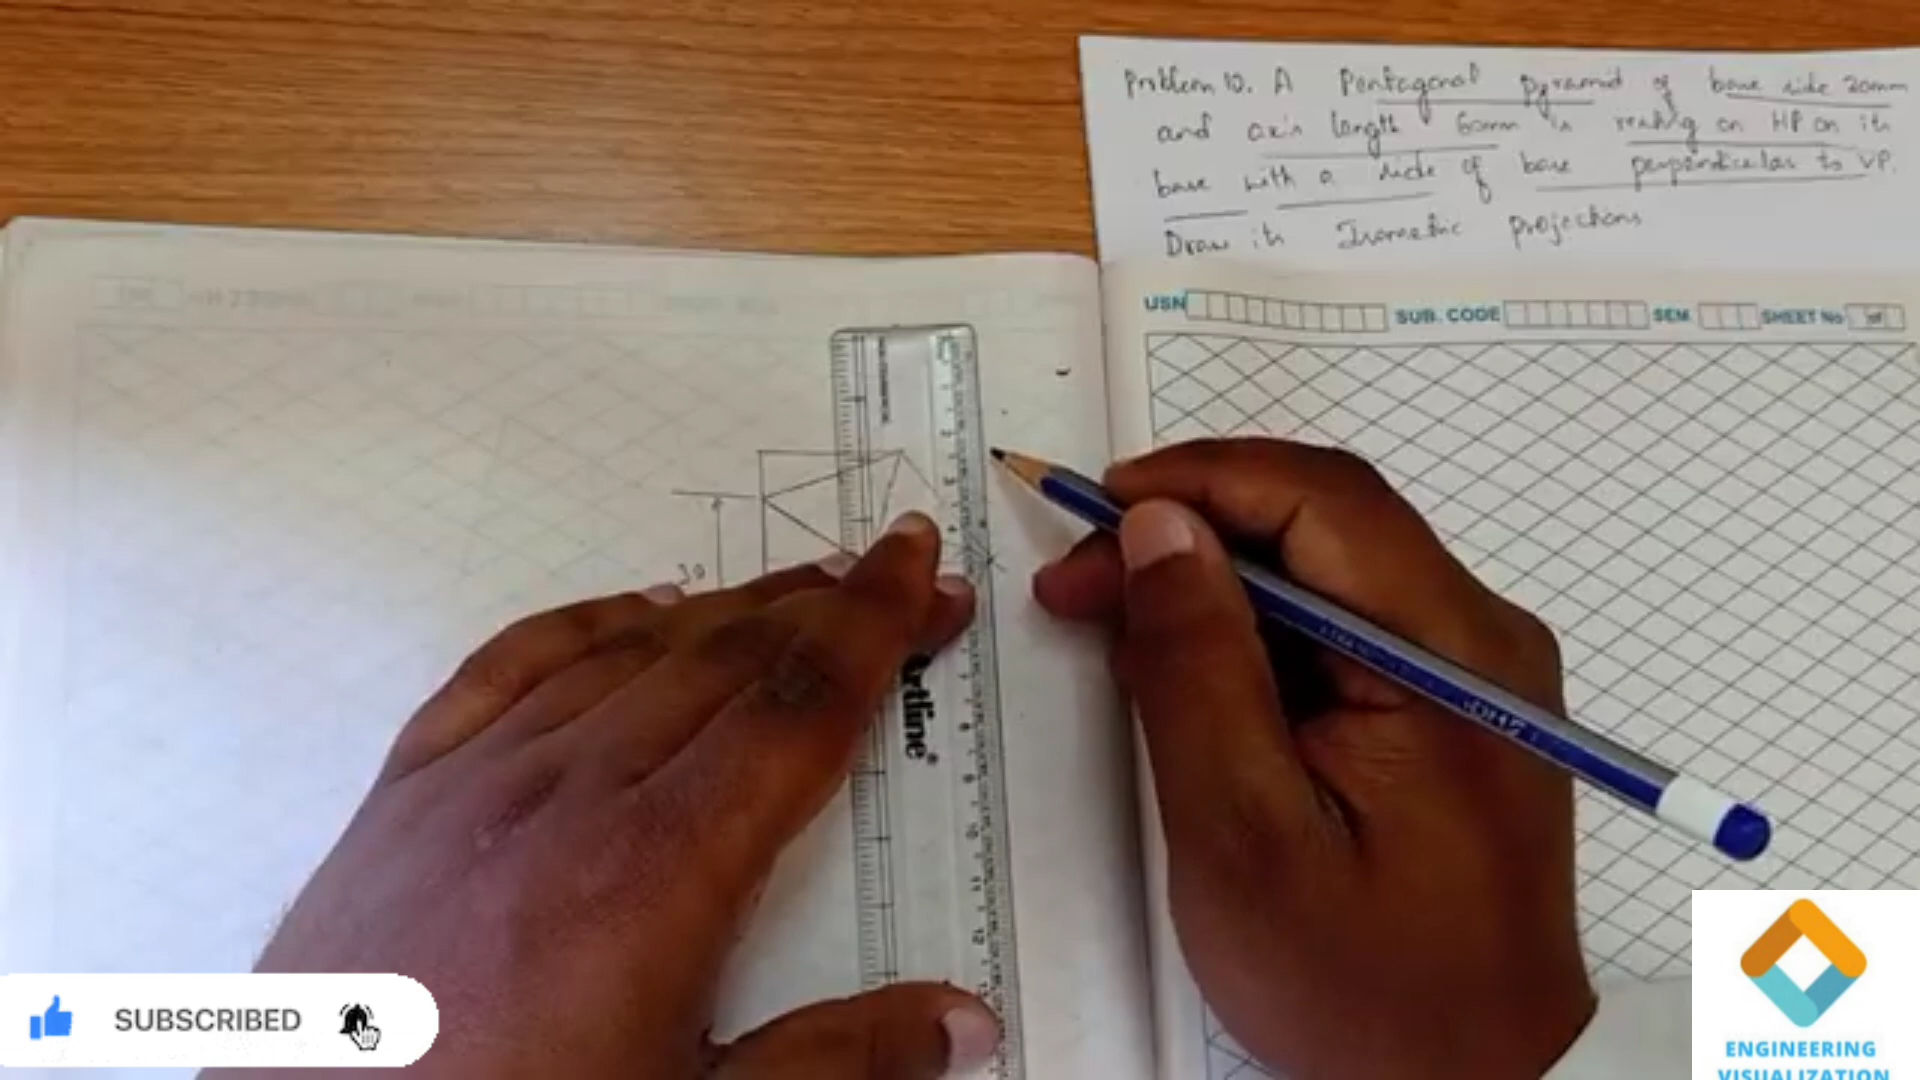 Problem 10. A Pentagonal pyramid of base side 30mm
and axis length 60mm is resting on HP on its
base with a side of base perpendicular to VP.
Draw its Isometric projections
USN SUB. CODE SEM SHEET No of
30
Artline®
SUBSCRIBED
ENGINEERING
VISUALIZATION